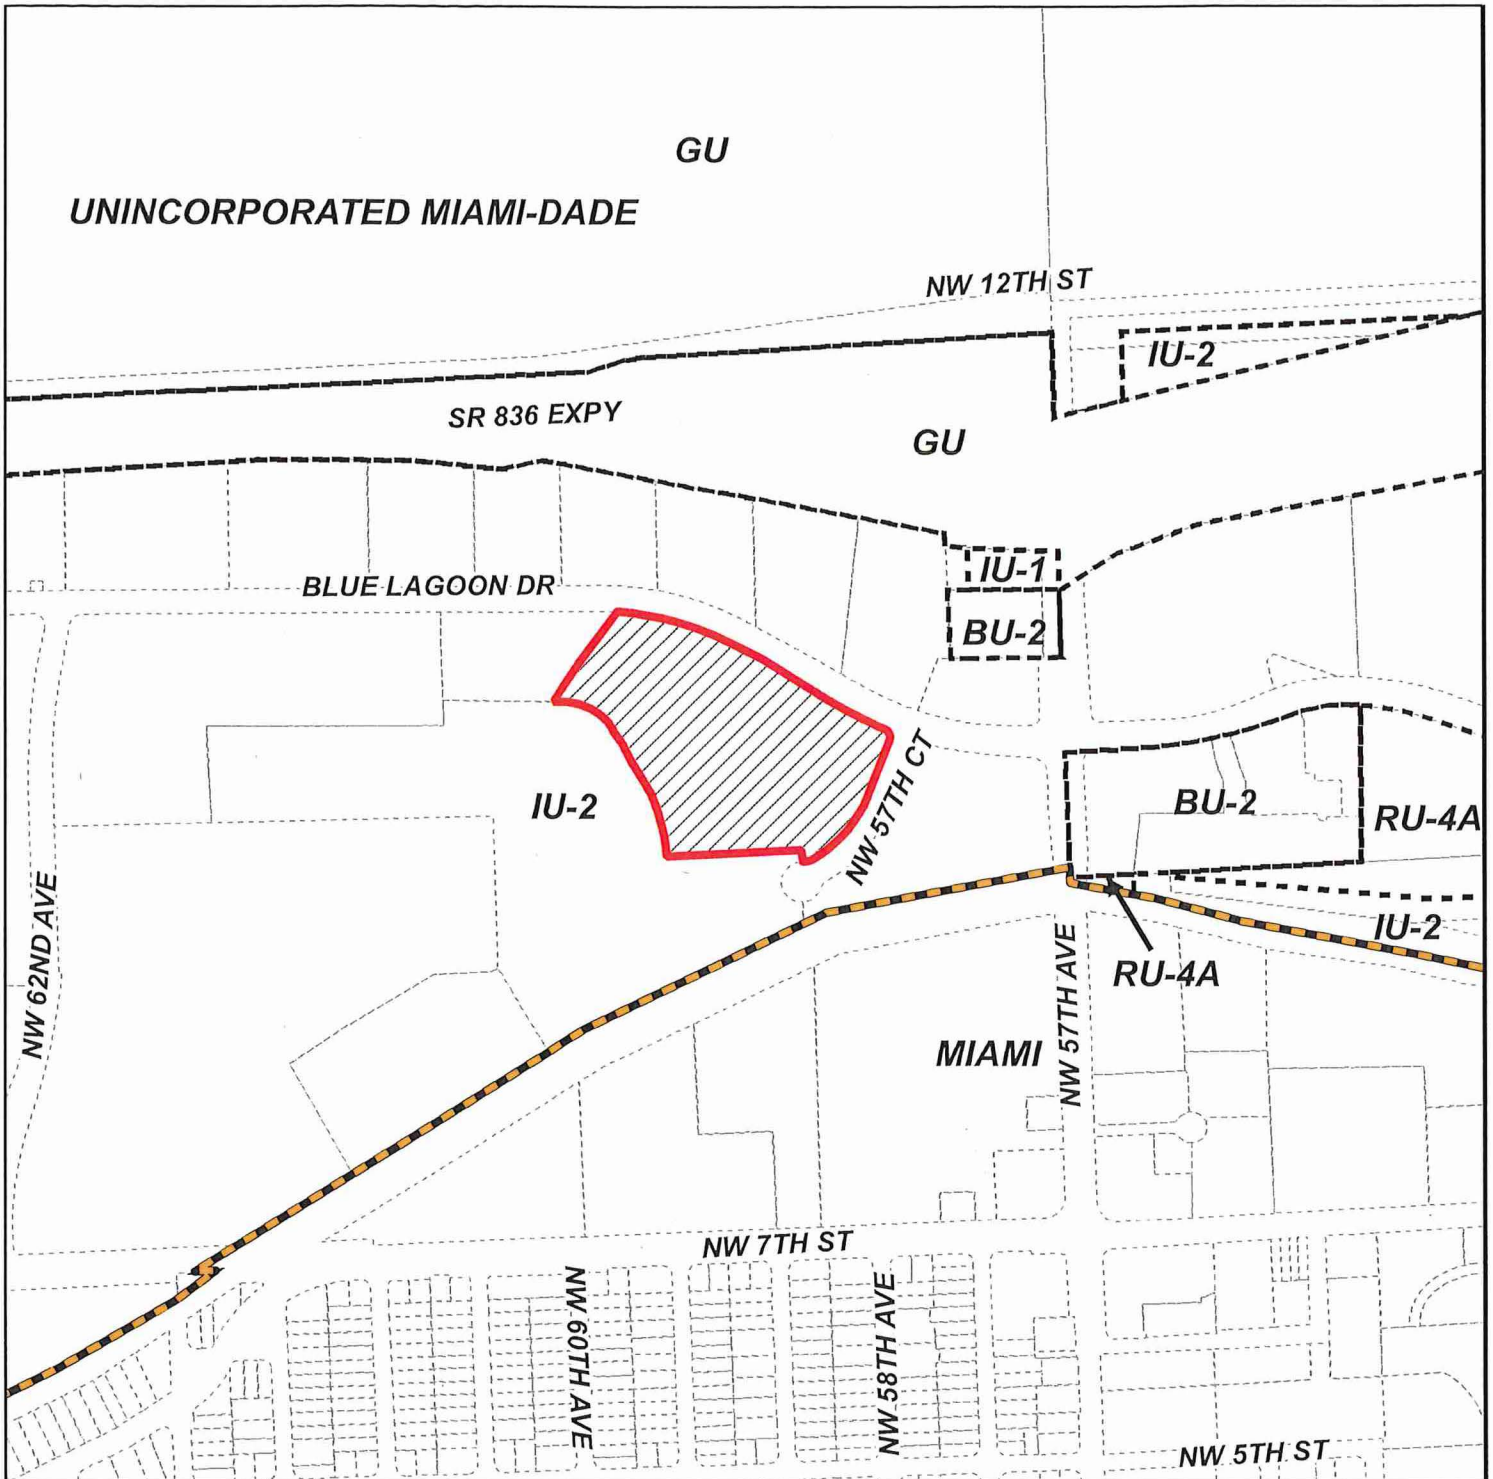 GU
UNINCORPORATED MIAMI-DADE
NW 12TH ST
IU-2
SR 836 EXPY
GU
IU-1
BLUE LAGOON DR
BU-2
NW 57TH CT
IU-2
BU-2
RU-4A
NW 62ND AVE
IU-2
RU-4A
NW 57TH AVE
MIAMI
NW 7TH ST
NW 60TH AVE
NW 58TH AVE
NW 5TH ST